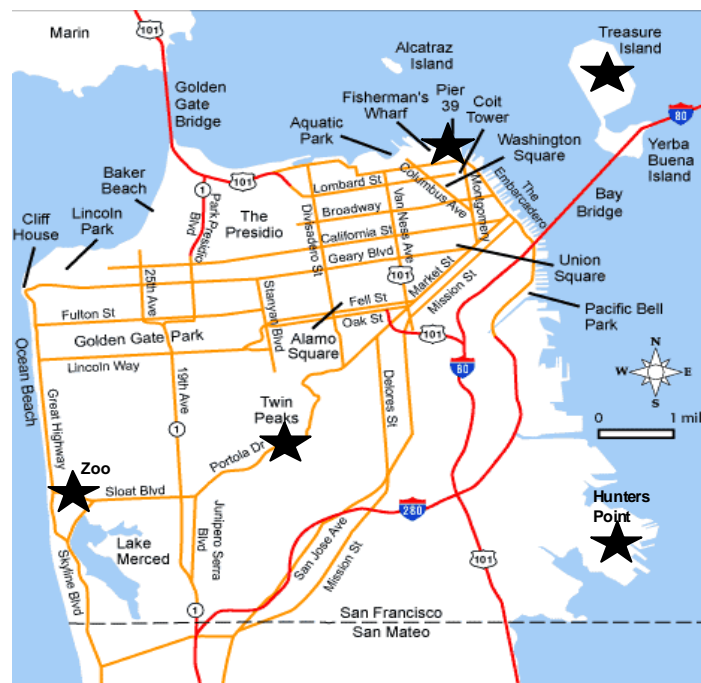 Marin
101
Golden
Gate
Bridge
Alcatraz
Island
Treasure
Island
Fisherman's
Wharf
Pier
39
Coit
Tower
Aquatic
Park
Washington
Square
80
Yerba
Buena
Island
Baker
Beach
1
101
Lombard St
Columbus Ave
Montgomery
The
Embarcadero
Bay
Bridge
Cliff
House
Lincoln
Park
Park Presidio
Blvd
The
Presidio
Divisadero St
Broadway
Van Nese Ave
California St
Geary Blvd
101
Market St
Mission St
Union
Square
25th Ave
Stanyan Blvd
Fell St
Oak St
Fulton St
Golden Gate Park
Alamo
Square
101
Pacific Bell
Park
Lincoln Way
80
Ocean Beach
Great Highway
19th Ave
1
Twin
Peaks
Portola Dr
Delores St
N
W
E
S
0
1 mil
Zoo
Sloat Blvd
280
Hunters
Point
Lake
Merced
Junipero Serra
Blvd
San Jose Ave
Mission St
101
Skyline Blvd
1
San Francisco
San Mateo